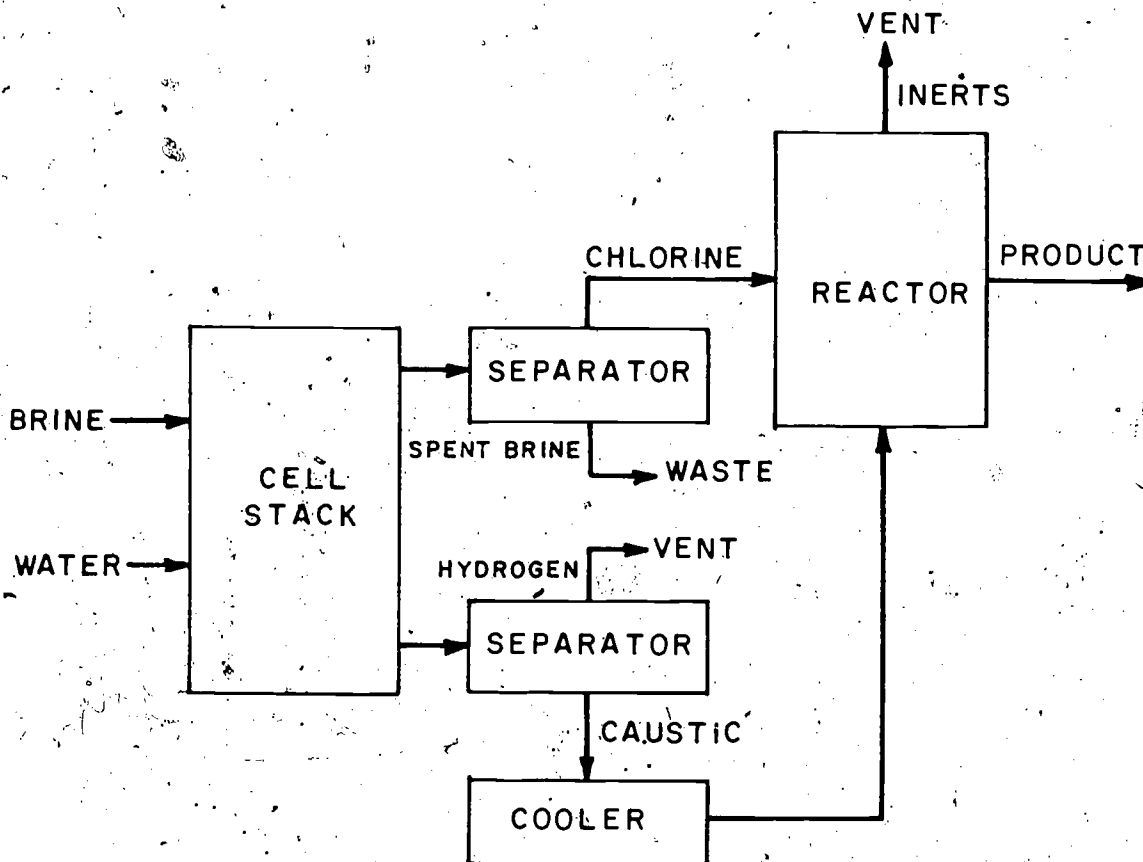 VENT
INERTS
CHLORINE
PRODUCT
REACTOR
SEPARATOR
BRINE
SPENT BRINE
WASTE
CELL
STACK
WATER
HYDROGEN
VENT
SEPARATOR
CAUSTIC
COOLER